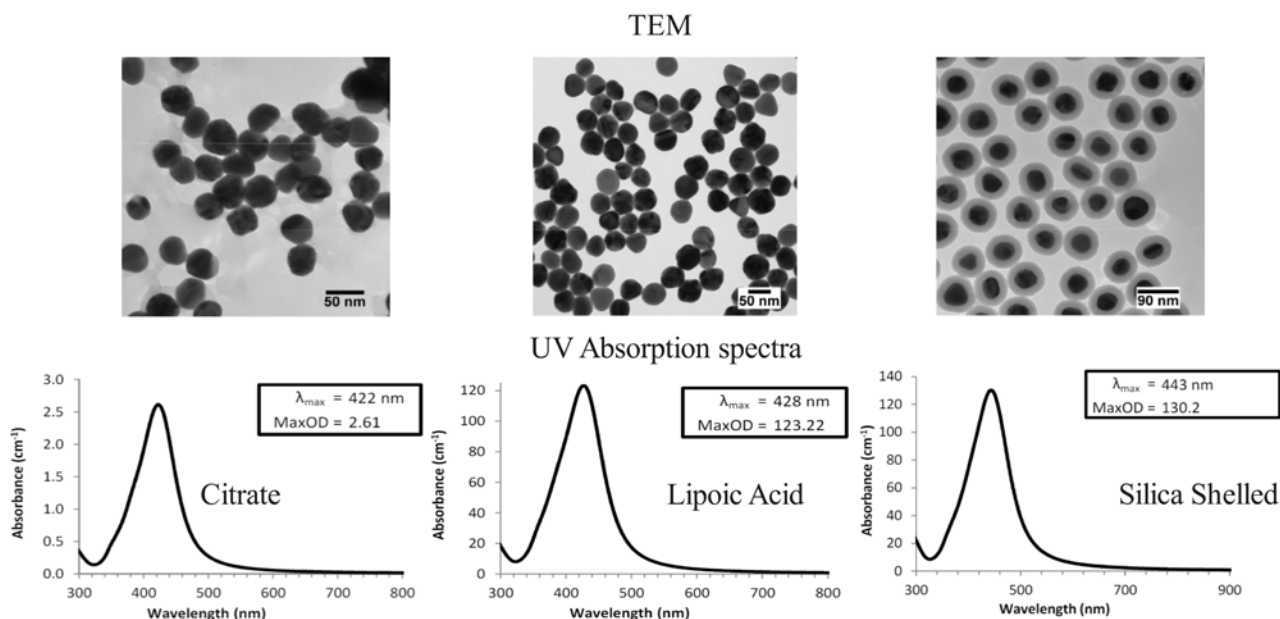 TEM
50 nm
50 nm
90 nm
UV Absorption spectra
Absorbance (cm⁻¹)
3.0
2.5
2.0
1.5
1.0
0.5
0.0
λmax = 422 nm
MaxOD = 2.61
Citrate
300 400 500 600 700 800
Wavelength (nm)
Absorbance (cm⁻¹)
120
100
80
60
40
20
0
λmax = 428 nm
MaxOD = 123.22
Lipoic Acid
300 400 500 600 700 800
Wavelength (nm)
Absorbance (cm⁻¹)
140
120
100
80
60
40
20
0
λmax = 443 nm
MaxOD = 130.2
Silica Shelled
300 500 700 900
Wavelength (nm)